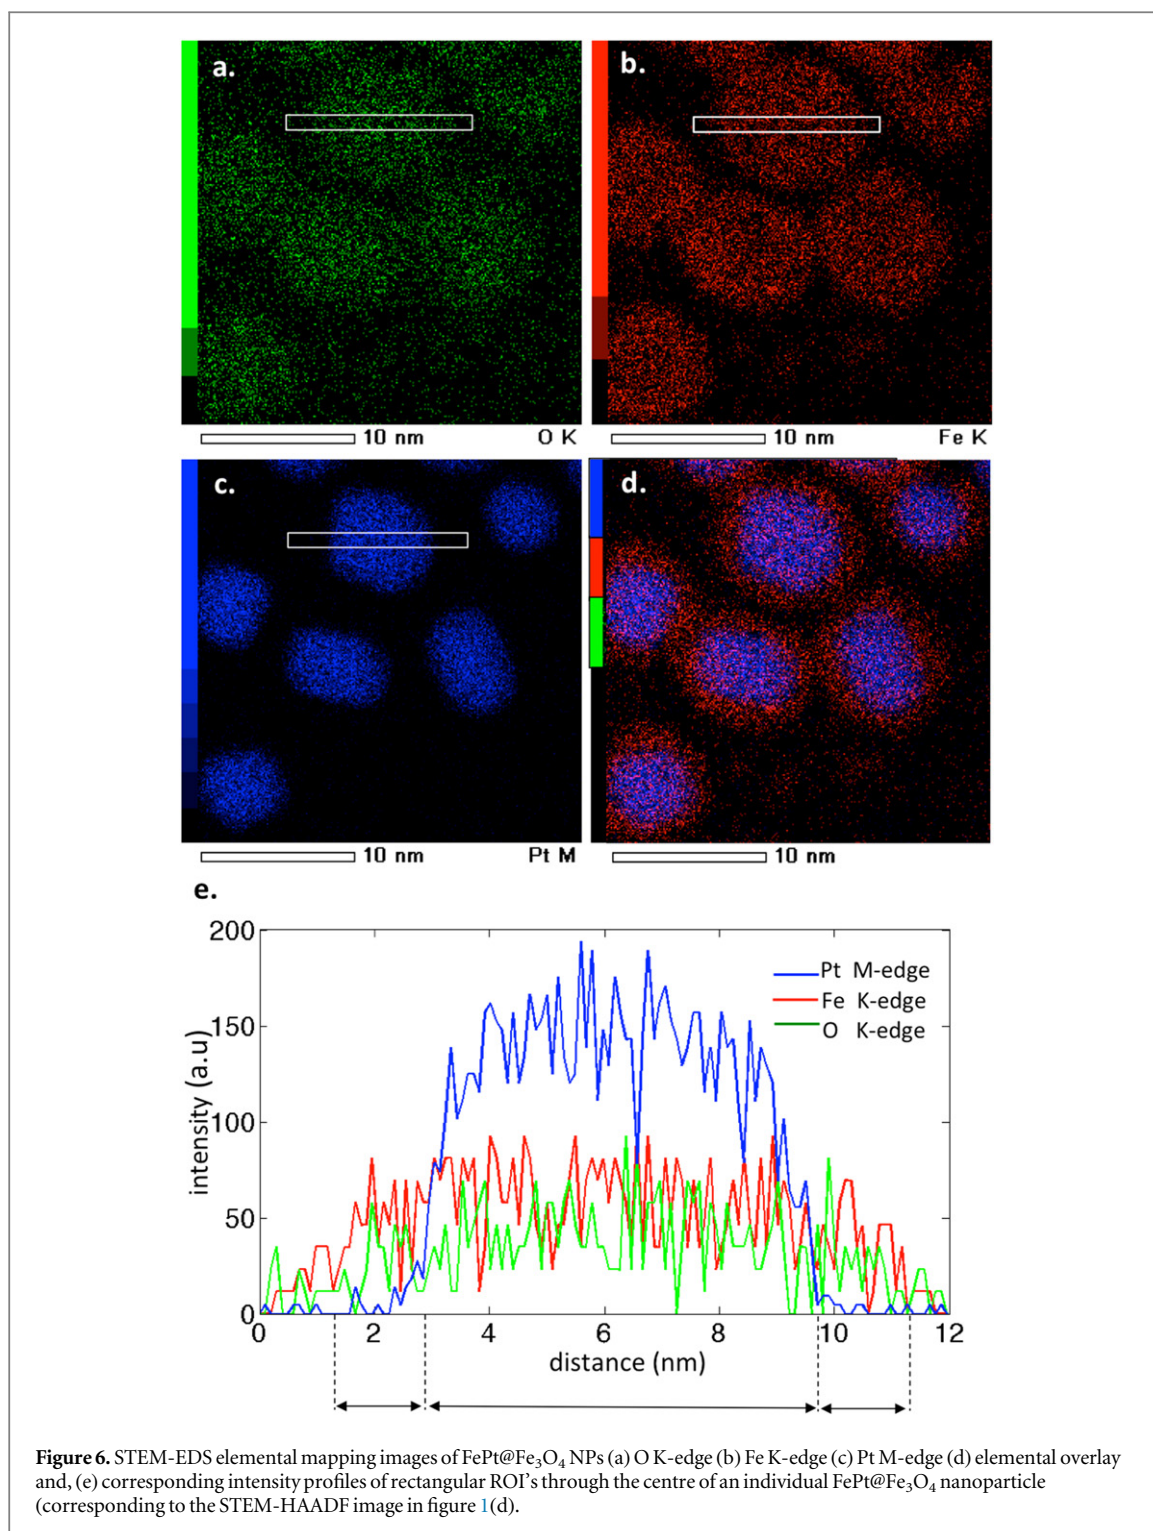 a.
b.
10 nm
O K
10 nm
Fe K
c.
d.
10 nm
Pt M
10 nm
e.
200
150
100
50
0
intensity (a.u)
Pt M-edge
Fe K-edge
O K-edge
0 2 4 6 8 10 12
distance (nm)
Figure 6. STEM-EDS elemental mapping images of FePt@Fe₃O₄ NPs (a) O K-edge (b) Fe K-edge (c) Pt M-edge (d) elemental overlay
and, (e) corresponding intensity profiles of rectangular ROI's through the centre of an individual FePt@Fe₃O₄ nanoparticle
(corresponding to the STEM-HAADF image in figure 1(d).